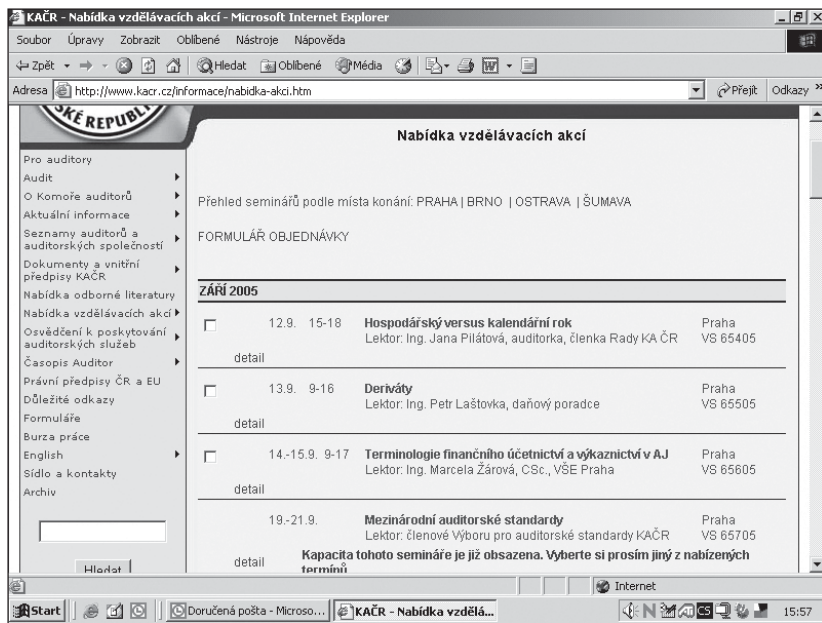 KAČR - Nabídka vzdělávacích akcí - Microsoft Internet Explorer
Soubor Úpravy Zobrazit Oblíbené Nástroje Nápověda
Zpět Hledat Oblíbené Média
Adresa http://www.kacr.cz/informace/nabidka-akci.htm Přejít Odkazy »
SKÉ REPUBL
Nabídka vzdělávacích akcí
Pro auditory
Audit
O Komoře auditorů
Aktuální informace
Seznamy auditorů a
auditorských společností
Dokumenty a vnitřní
předpisy KAČR
Nabídka odborné literatury
Nabídka vzdělávacích akcí
Osvědčení k poskytování
auditorských služeb
Časopis Auditor
Právní předpisy ČR a EU
Důležité odkazy
Formuláře
Burza práce
English
Sídlo a kontakty
Archiv
Hledat
Přehled seminářů podle místa konání: PRAHA | BRNO | OSTRAVA | ŠUMAVA
FORMULÁŘ OBJEDNÁVKY
ZÁŘÍ 2005
12.9. 15-18 Hospodářský versus kalendářní rok Praha
Lektor: Ing. Jana Pilátová, auditorka, členka Rady KA ČR VS 65405
detail
13.9. 9-16 Deriváty Praha
Lektor: Ing. Petr Laštovka, daňový poradce VS 65505
detail
14.-15.9. 9-17 Terminologie finančního účetnictví a výkaznictví v AJ Praha
Lektor: Ing. Marcela Žárová, CSc., VŠE Praha VS 65605
detail
19.-21.9. Mezinárodní auditorské standardy Praha
Lektor: členové Výboru pro auditorské standardy KAČR VS 65705
detail Kapacita tohoto semináře je již obsazena. Vyberte si prosím jiný z nabízených
termínů
Internet
Start Doručená pošta - Microso... KAČR - Nabídka vzdělá... N CS 15:57